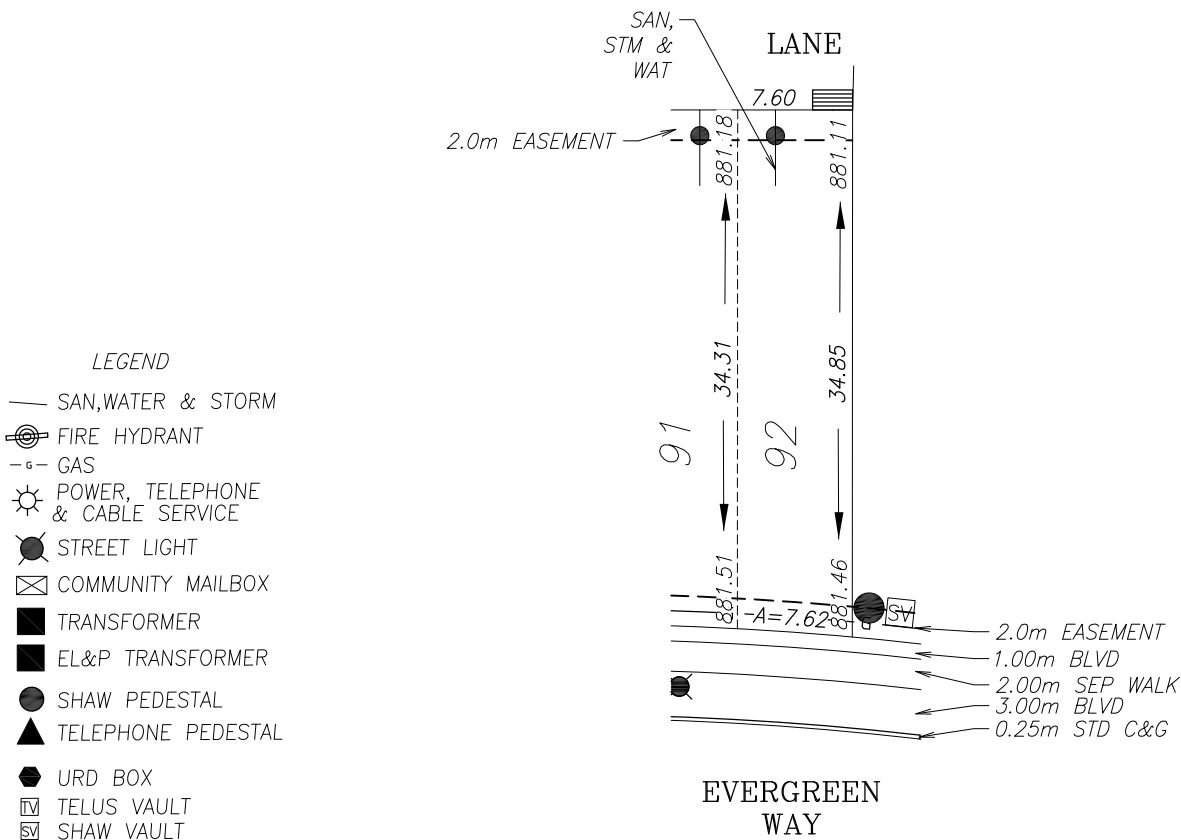 SAN,
STM &
WAT
LANE
7.60
2.0m EASEMENT
881.18
881.11
34.31
34.85
91
92
881.51
881.46
A=7.62
SV
2.0m EASEMENT
1.00m BLVD
2.00m SEP WALK
3.00m BLVD
0.25m STD C&G
EVERGREEN
WAY
LEGEND
SAN,WATER & STORM
FIRE HYDRANT
G GAS
POWER, TELEPHONE
& CABLE SERVICE
STREET LIGHT
COMMUNITY MAILBOX
TRANSFORMER
EL&P TRANSFORMER
SHAW PEDESTAL
TELEPHONE PEDESTAL
URD BOX
TV TELUS VAULT
SV SHAW VAULT